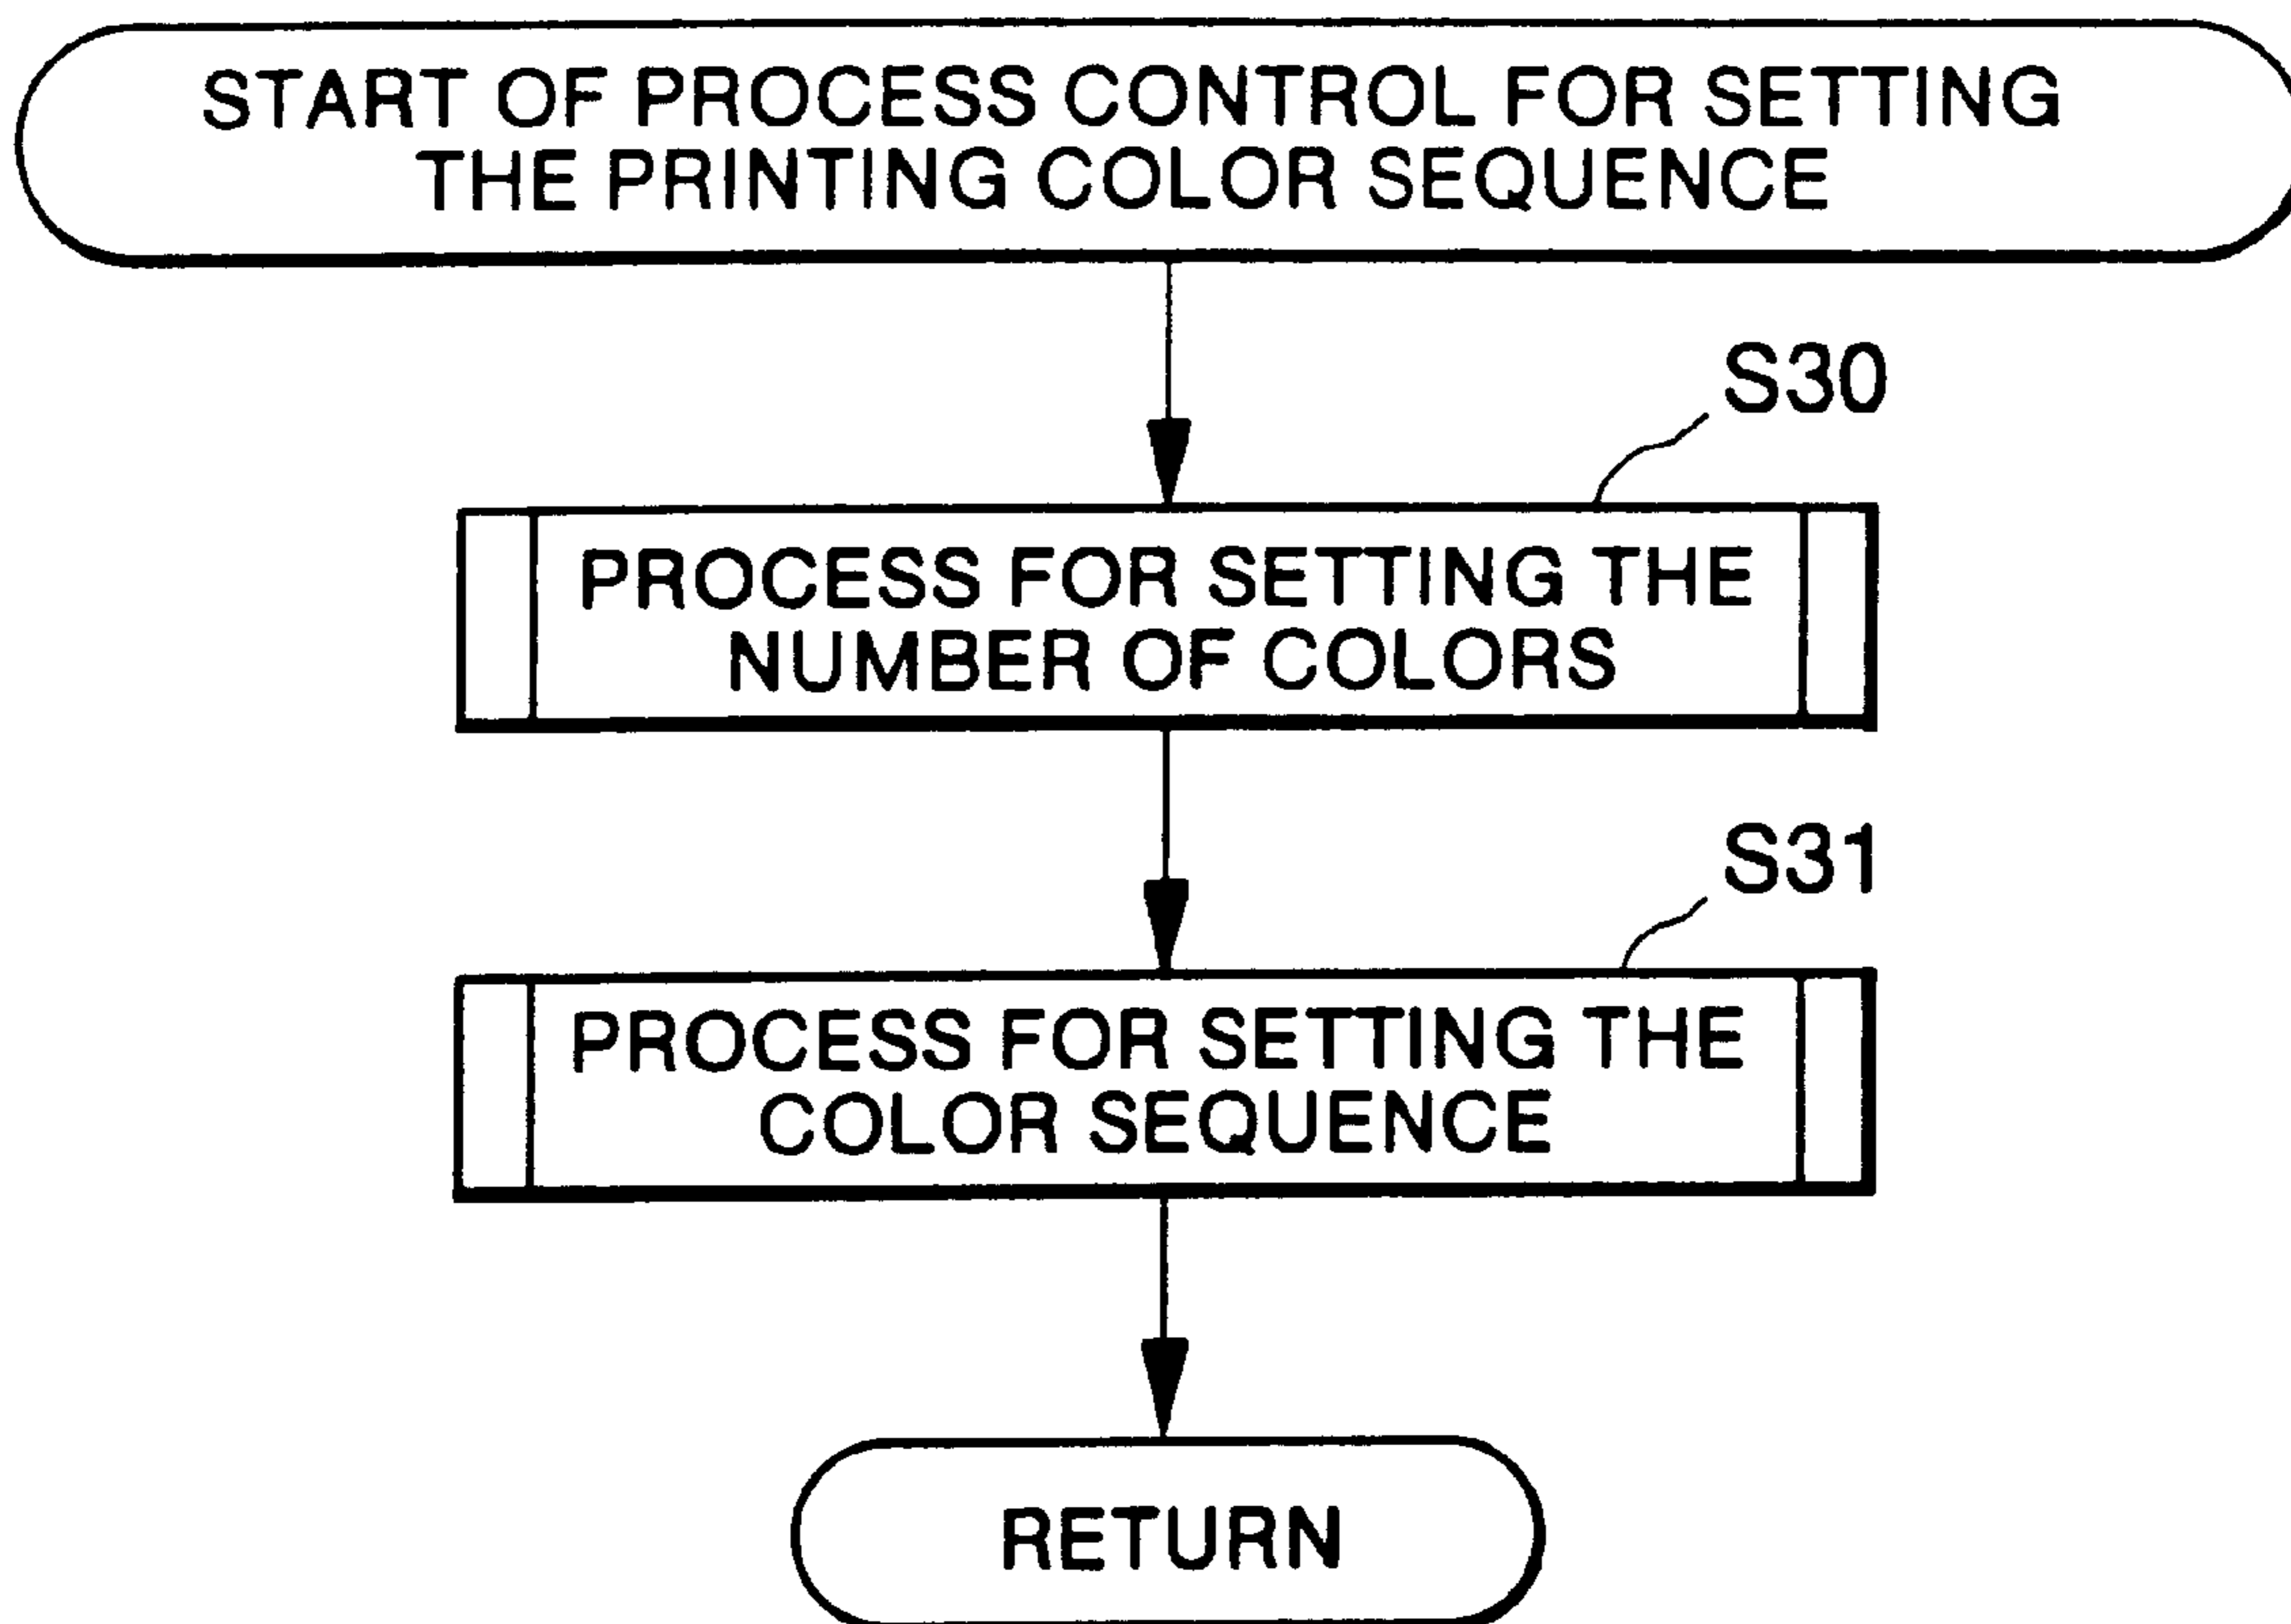 START OF PROCESS CONTROL FOR SETTING
THE PRINTING COLOR SEQUENCE
S30
PROCESS FOR SETTING THE
NUMBER OF COLORS
S31
PROCESS FOR SETTING THE
COLOR SEQUENCE
RETURN